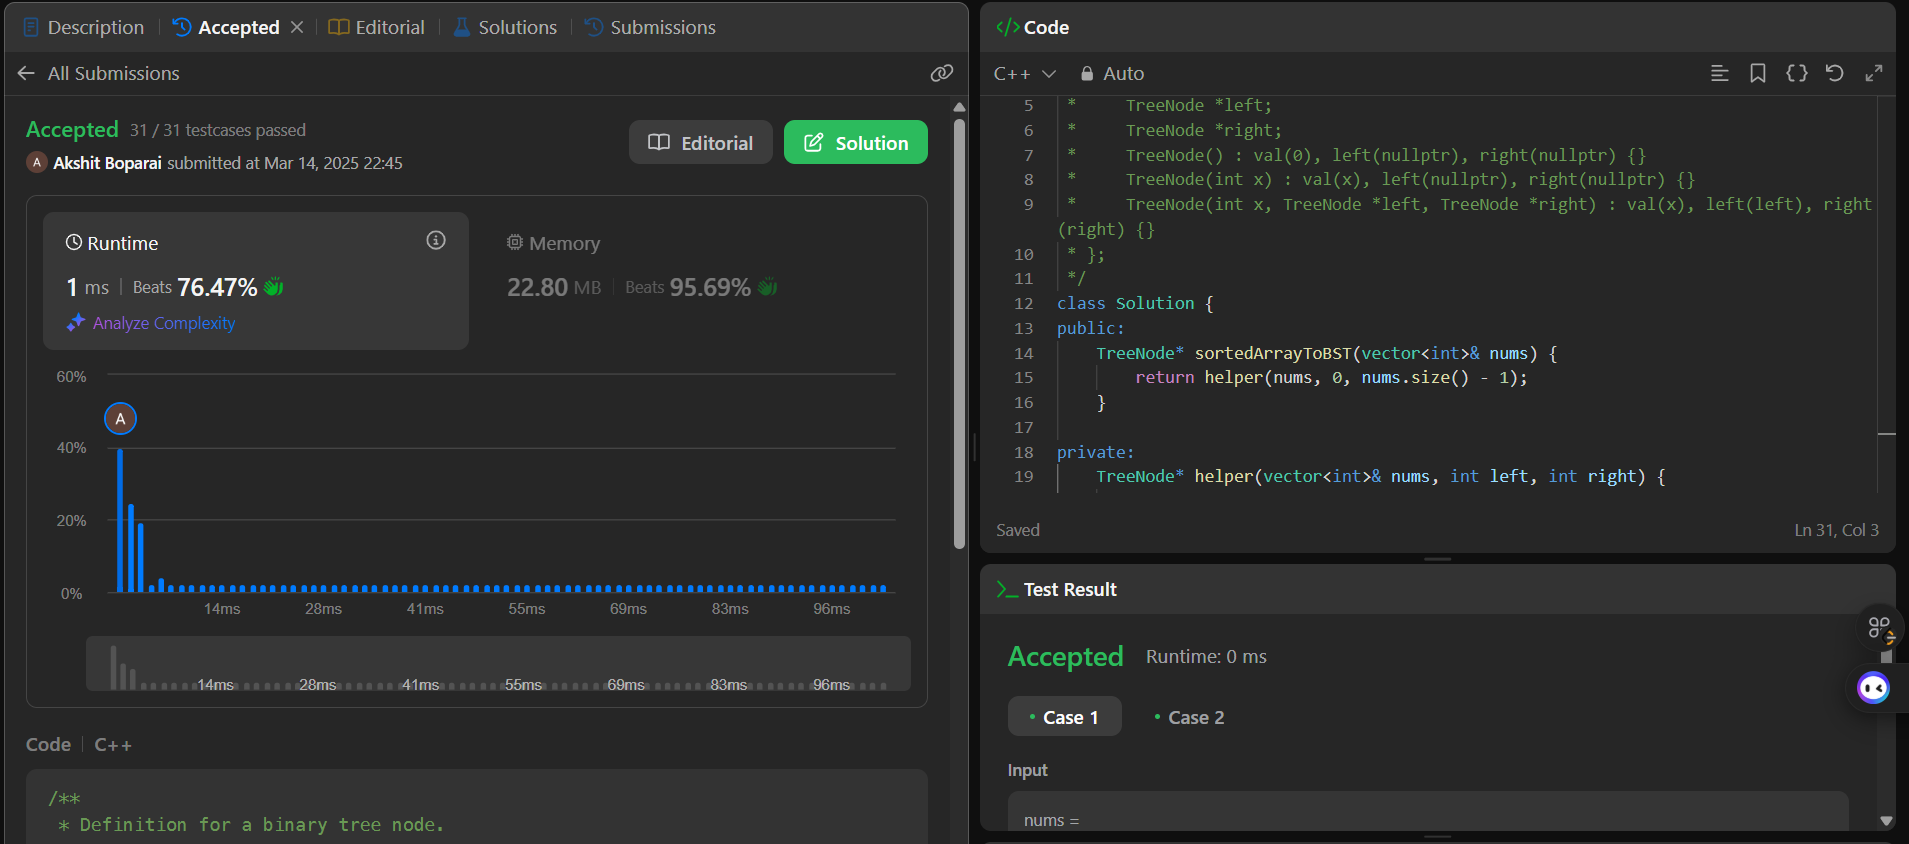 Description
Accepted
Editorial
Solutions
Submissions
All Submissions
Accepted 31 / 31 testcases passed
A Akshit Boparai submitted at Mar 14, 2025 22:45
Editorial
Solution
Runtime
1 ms | Beats 76.47%
Analyze Complexity
Memory
22.80 MB | Beats 95.69%
60%
A
40%
20%
0%
14ms 28ms 41ms 55ms 69ms 83ms 96ms
14ms 28ms 41ms 55ms 69ms 83ms 96ms
Code | C++
/**
 * Definition for a binary tree node.
</> Code
C++ Auto
5 *     TreeNode *left;
6 *     TreeNode *right;
7 *     TreeNode() : val(0), left(nullptr), right(nullptr) {}
8 *     TreeNode(int x) : val(x), left(nullptr), right(nullptr) {}
9 *     TreeNode(int x, TreeNode *left, TreeNode *right) : val(x), left(left), right
(right) {}
10 * };
11 */
12 class Solution {
13 public:
14     TreeNode* sortedArrayToBST(vector<int>& nums) {
15         return helper(nums, 0, nums.size() - 1);
16     }
17
18 private:
19     TreeNode* helper(vector<int>& nums, int left, int right) {
Saved
Ln 31, Col 3
>_ Test Result
Accepted Runtime: 0 ms
• Case 1 • Case 2
Input
nums =